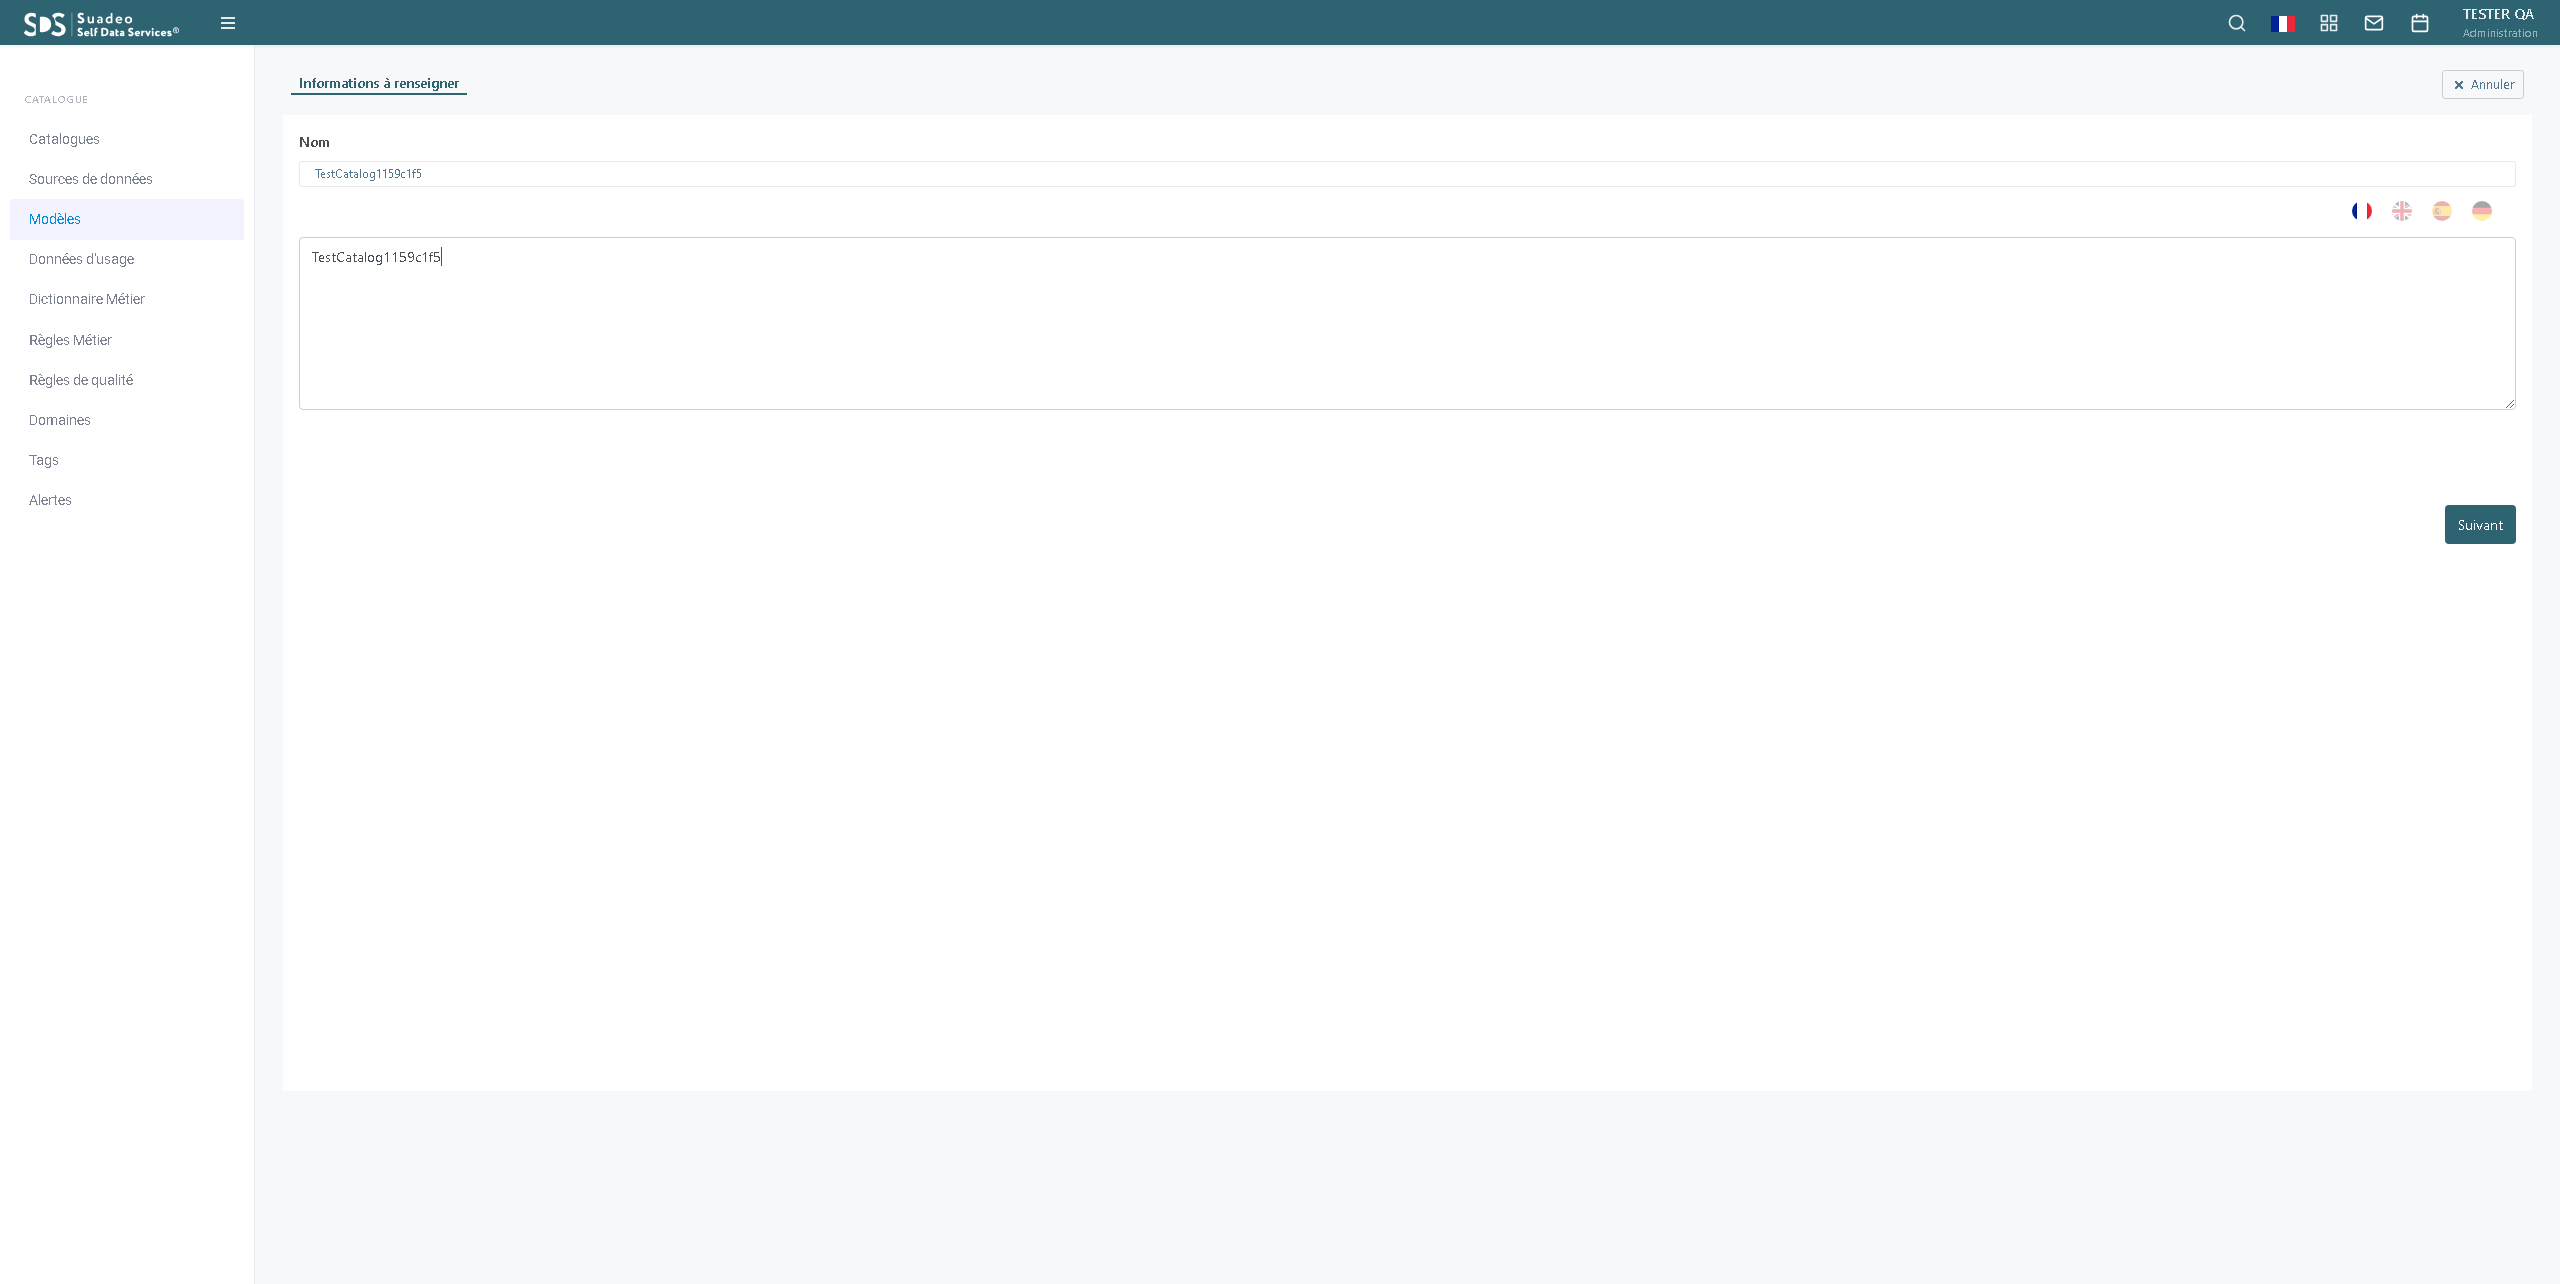 SDS Suadeo
Self Data Services®
TESTER QA
Administration
CATALOGUE
Catalogues
Sources de données
Modèles
Données d'usage
Dictionnaire Métier
Règles Métier
Règles de qualité
Domaines
Tags
Alertes
Informations à renseigner
Annuler
Nom
TestCatalog1159c1f5
TestCatalog1159c1f5
Suivant